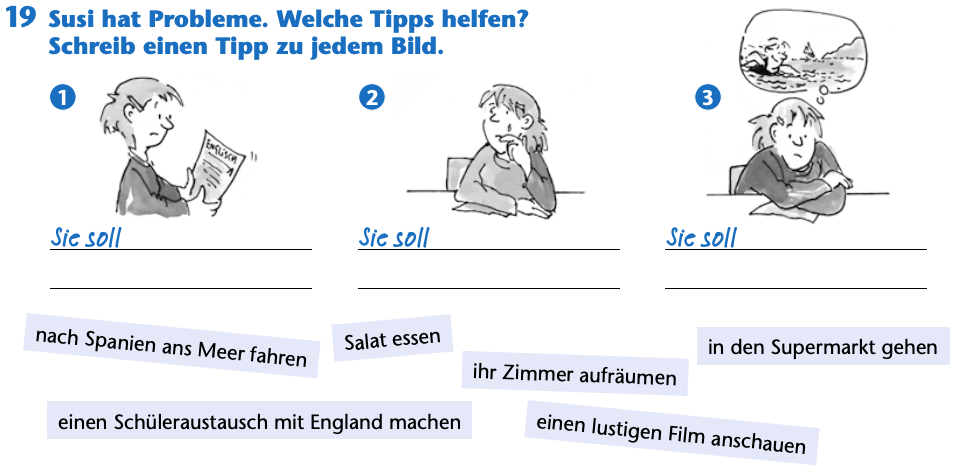 19 Susi hat Probleme. Welche Tipps helfen?
Schreib einen Tipp zu jedem Bild.
1
2
3
ENGLISCH
Sie soll
Sie soll
Sie soll
nach Spanien ans Meer fahren
Salat essen
in den Supermarkt gehen
ihr Zimmer aufräumen
einen Schüleraustausch mit England machen
einen lustigen Film anschauen